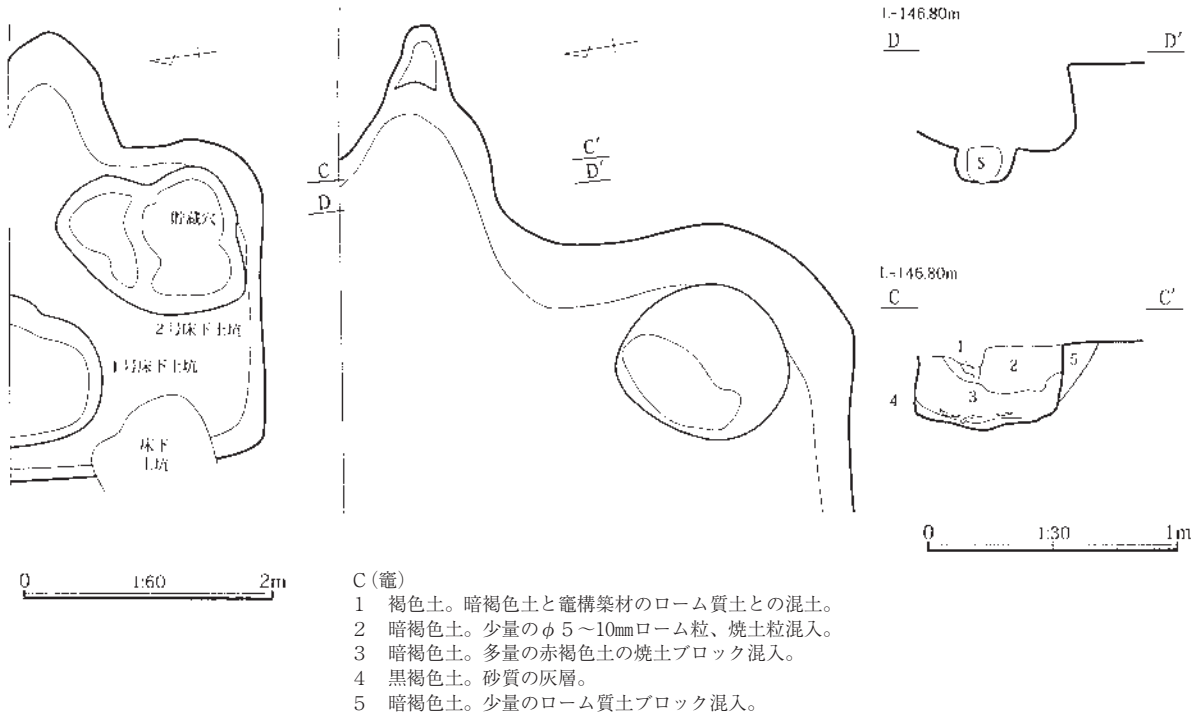 貯蔵穴
2号床下土坑
1号床下土坑
床下
土坑
0 1:60 2m
C
D
C′
D′
L-146.80m
D D′
S
L-146.80m
C C′
1
2
5
3
4
0 1:30 1m
C(竈)
1 褐色土。暗褐色土と竈構築材のローム質土との混土。
2 暗褐色土。少量のφ5~10㎜ローム粒、焼土粒混入。
3 暗褐色土。多量の赤褐色土の焼土ブロック混入。
4 黒褐色土。砂質の灰層。
5 暗褐色土。少量のローム質土ブロック混入。